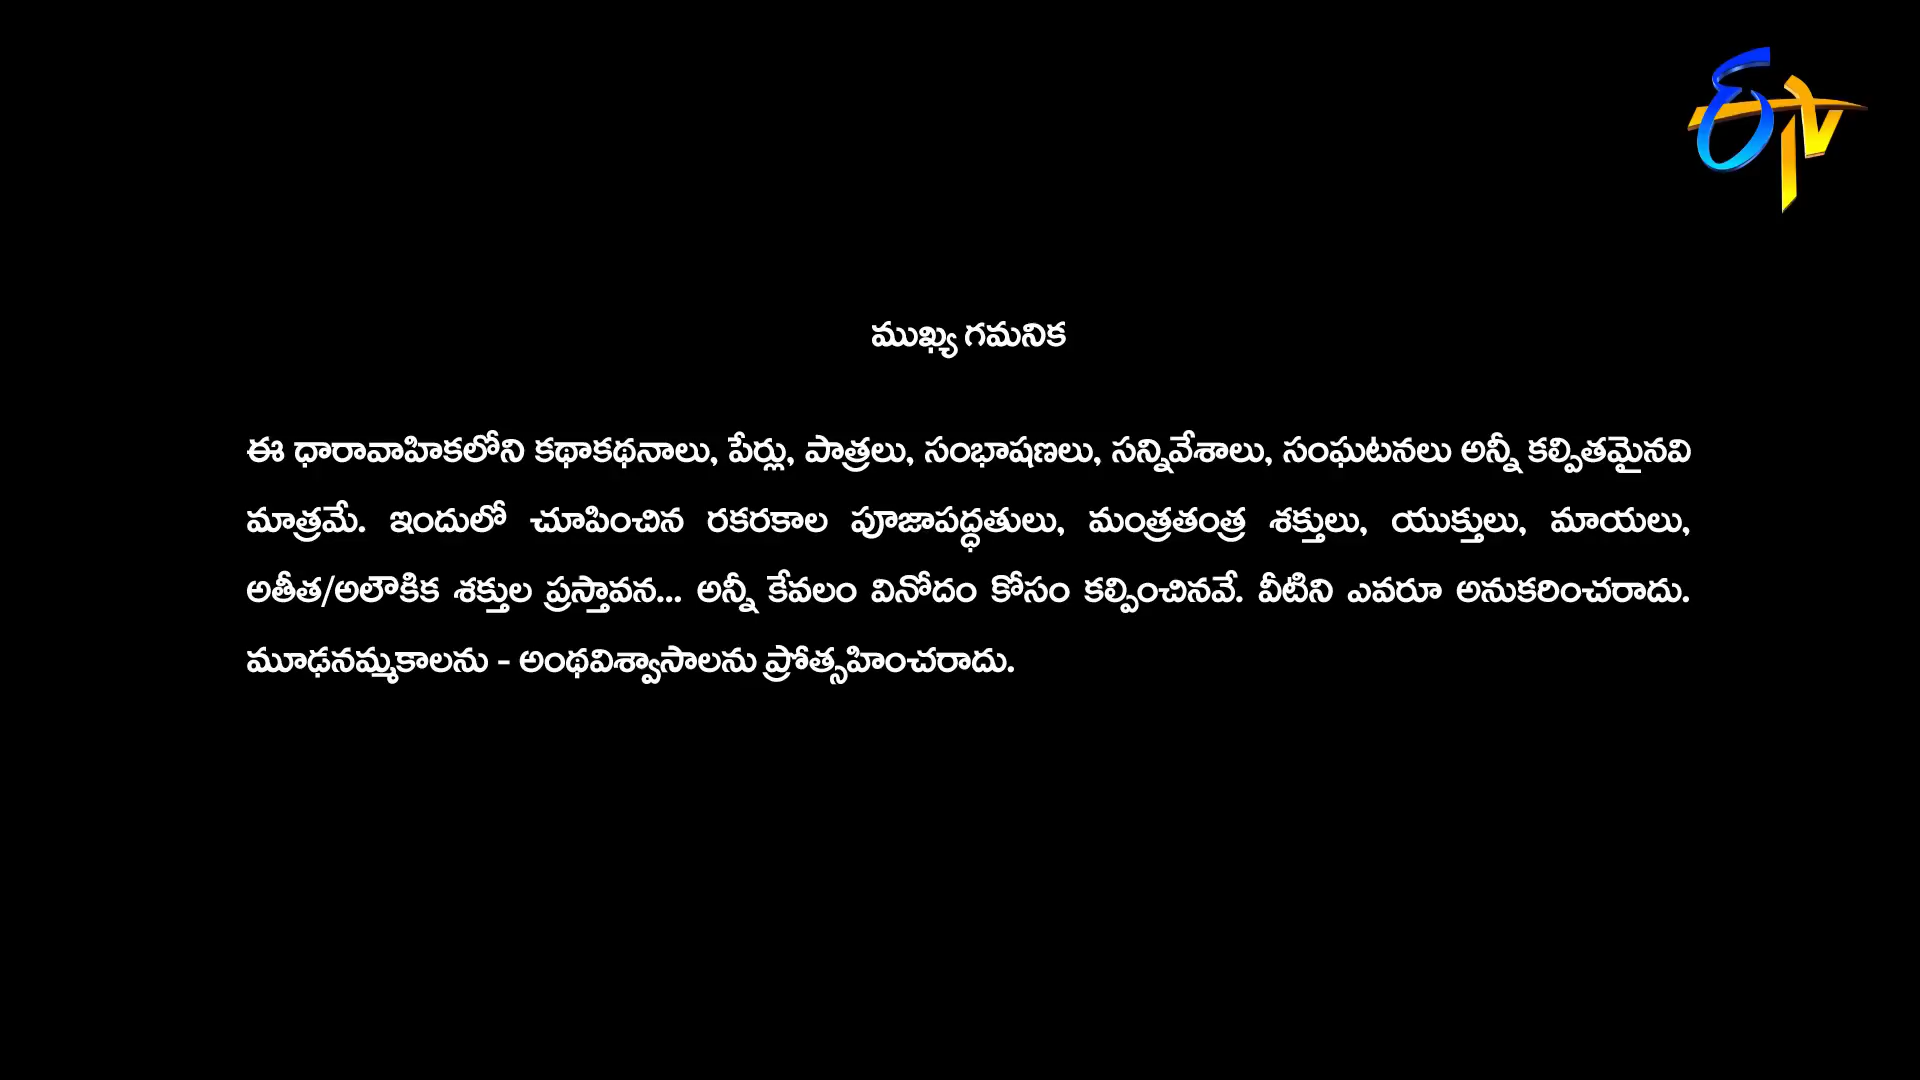 ఈTV
ముఖ్య గమనిక
ఈ ధారావాహికలోని కథాకథనాలు, పేర్లు, పాత్రలు, సంభాషణలు, సన్నివేశాలు, సంఘటనలు అన్నీ కల్పితమైనవి
మాత్రమే. ఇందులో చూపించిన రకరకాల పూజాపద్ధతులు, మంత్రతంత్ర శక్తులు, యుక్తులు, మాయలు,
అతీత/అలౌకిక శక్తుల ప్రస్తావన... అన్నీ కేవలం వినోదం కోసం కల్పించినవే. వీటిని ఎవరూ అనుకరించరాదు.
మూఢనమ్మకాలను - అంథవిశ్వాసాలను ప్రోత్సహించరాదు.